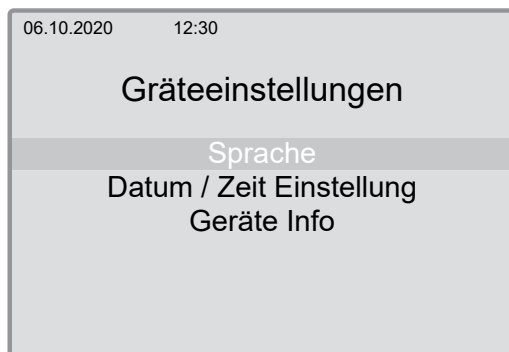 06.10.2020 12:30
Gräteeinstellungen
Sprache
Datum / Zeit Einstellung
Geräte Info